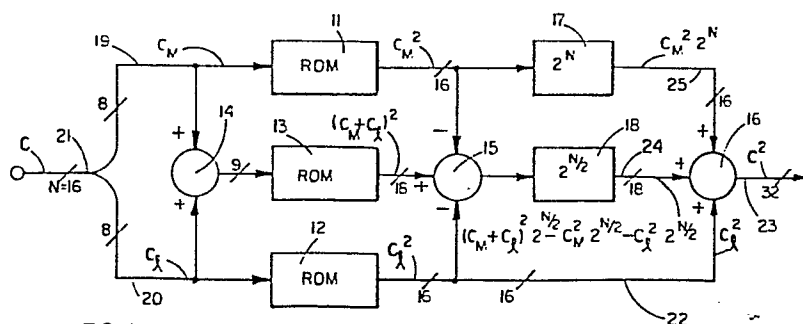 19
C_M
11
ROM
C_M^2
16
17
2^N
C_M^2 2^N
25
16
8
C
21
N=16
+
14
+
9
13
ROM
(C_M+C_ℓ)^2
18
−
+
−
15
18
2^{N/2}
24
18
2^{N/2}
+
+
+
16
C^2
32
23
8
C_ℓ
20
12
ROM
C_ℓ^2
16
(C_M+C_ℓ)^2 2^{N/2}−C_M^2 2^{N/2}−C_ℓ^2 2^{N/2}
16
22
C_ℓ^2